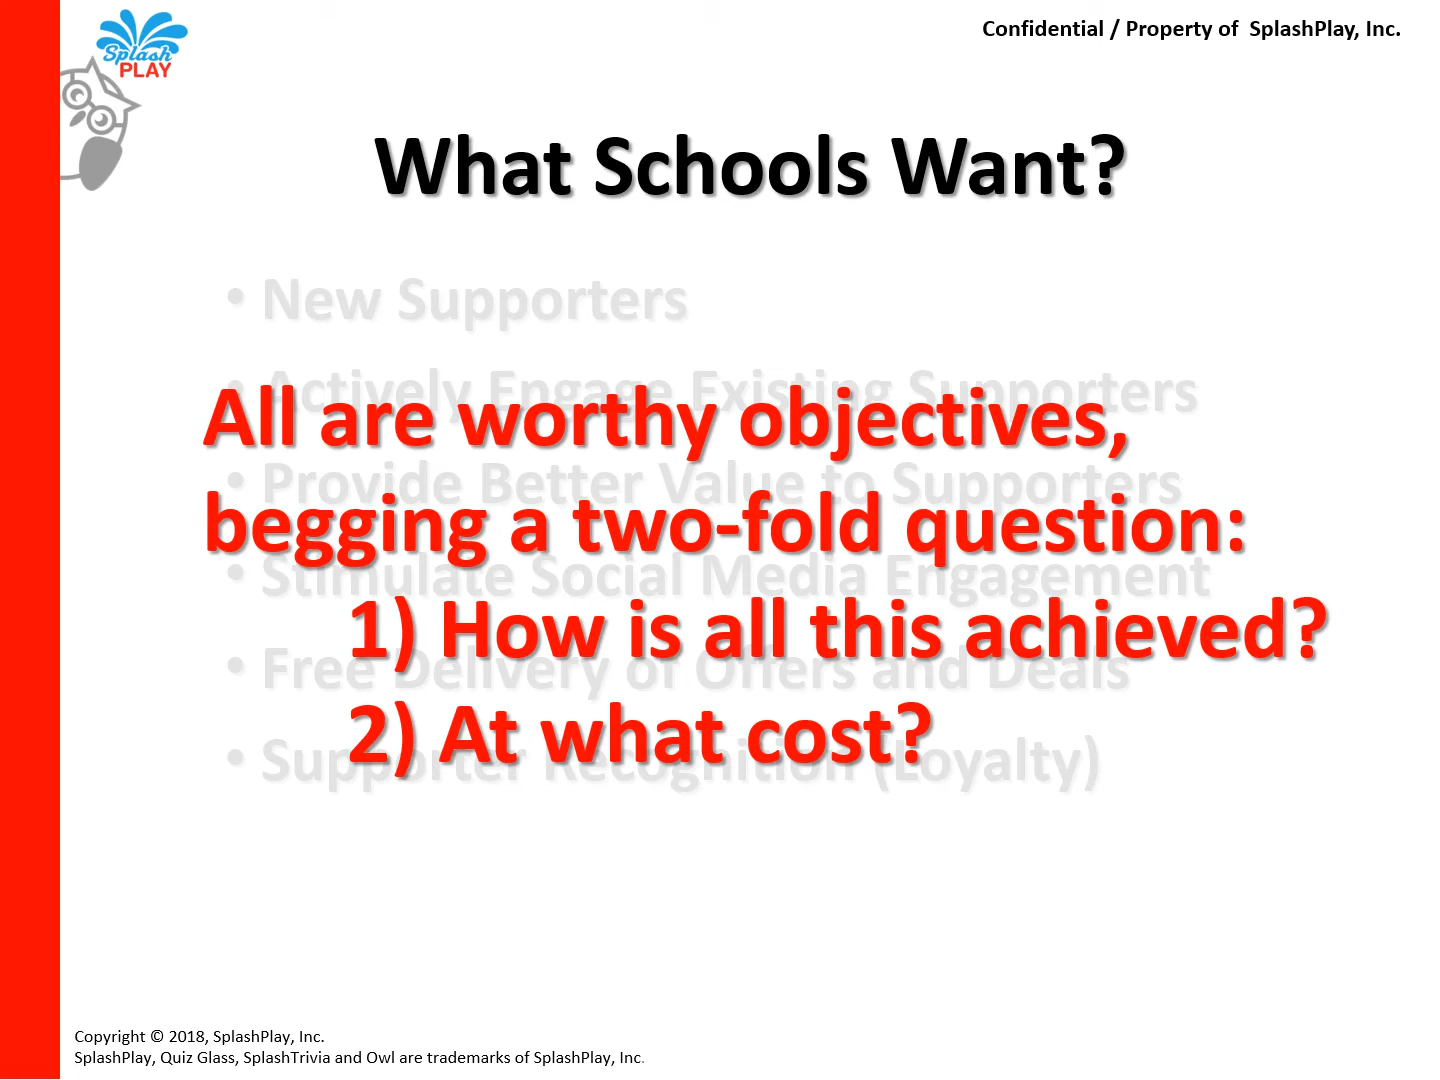 Splash
PLAY
Confidential / Property of SplashPlay, Inc.
What Schools Want?
• New Supporters
• Actively Engage Existing Supporters
All are worthy objectives,
• Provide Better Value to Supporters
begging a two-fold question:
• Stimulate Social Media Engagement
1) How is all this achieved?
• Free Delivery of Offers and Deals
2) At what cost?
• Supporter Recognition (Loyalty)
Copyright © 2018, SplashPlay, Inc.
SplashPlay, Quiz Glass, SplashTrivia and Owl are trademarks of SplashPlay, Inc.